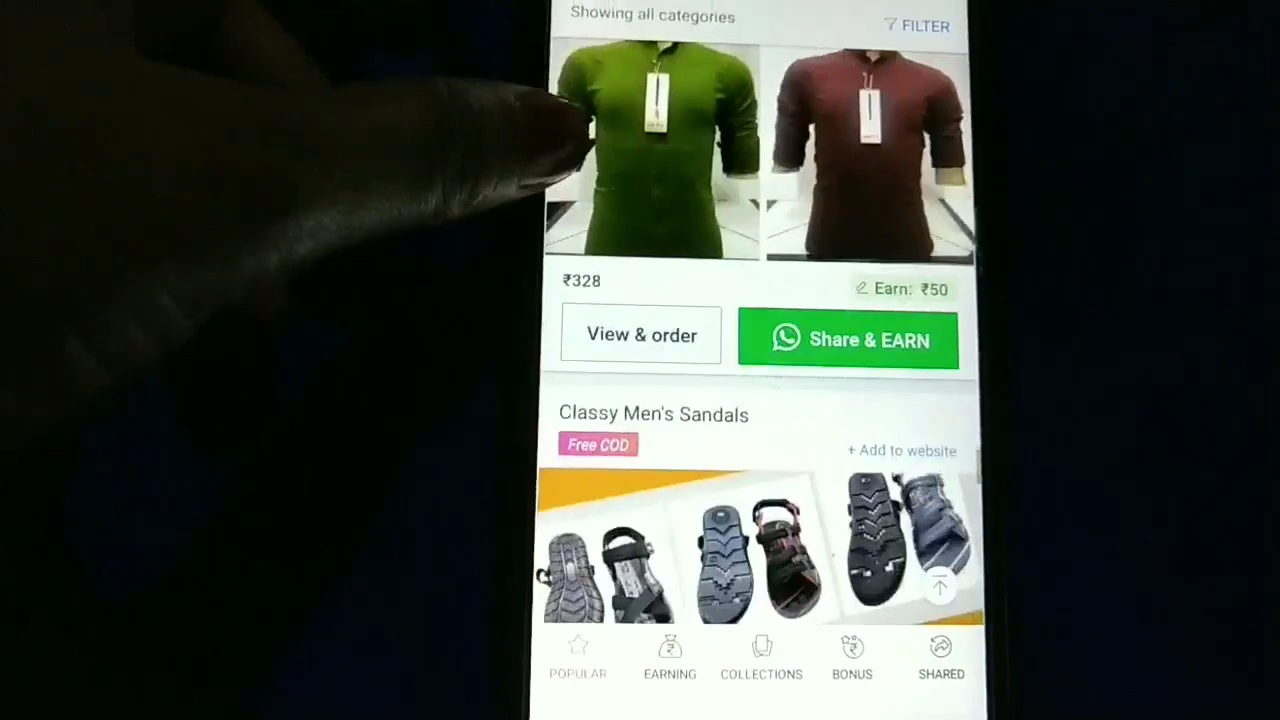 Showing all categories
FILTER
₹328
Earn: ₹50
View & order
Share & EARN
Classy Men's Sandals
Free COD
+ Add to website
POPULAR
EARNING
COLLECTIONS
BONUS
SHARED